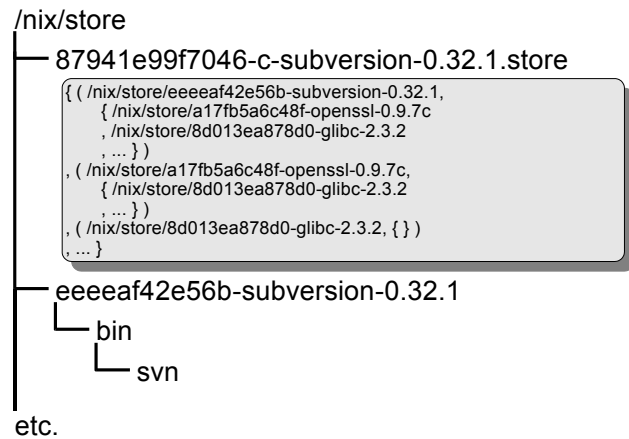 /nix/store
87941e99f7046-c-subversion-0.32.1.store
{ ( /nix/store/eeeeaf42e56b-subversion-0.32.1,
{ /nix/store/a17fb5a6c48f-openssl-0.9.7c
, /nix/store/8d013ea878d0-glibc-2.3.2
, ... } )
, ( /nix/store/a17fb5a6c48f-openssl-0.9.7c,
{ /nix/store/8d013ea878d0-glibc-2.3.2
, ... } )
, ( /nix/store/8d013ea878d0-glibc-2.3.2, { } )
, ... }
eeeeaf42e56b-subversion-0.32.1
bin
svn
etc.